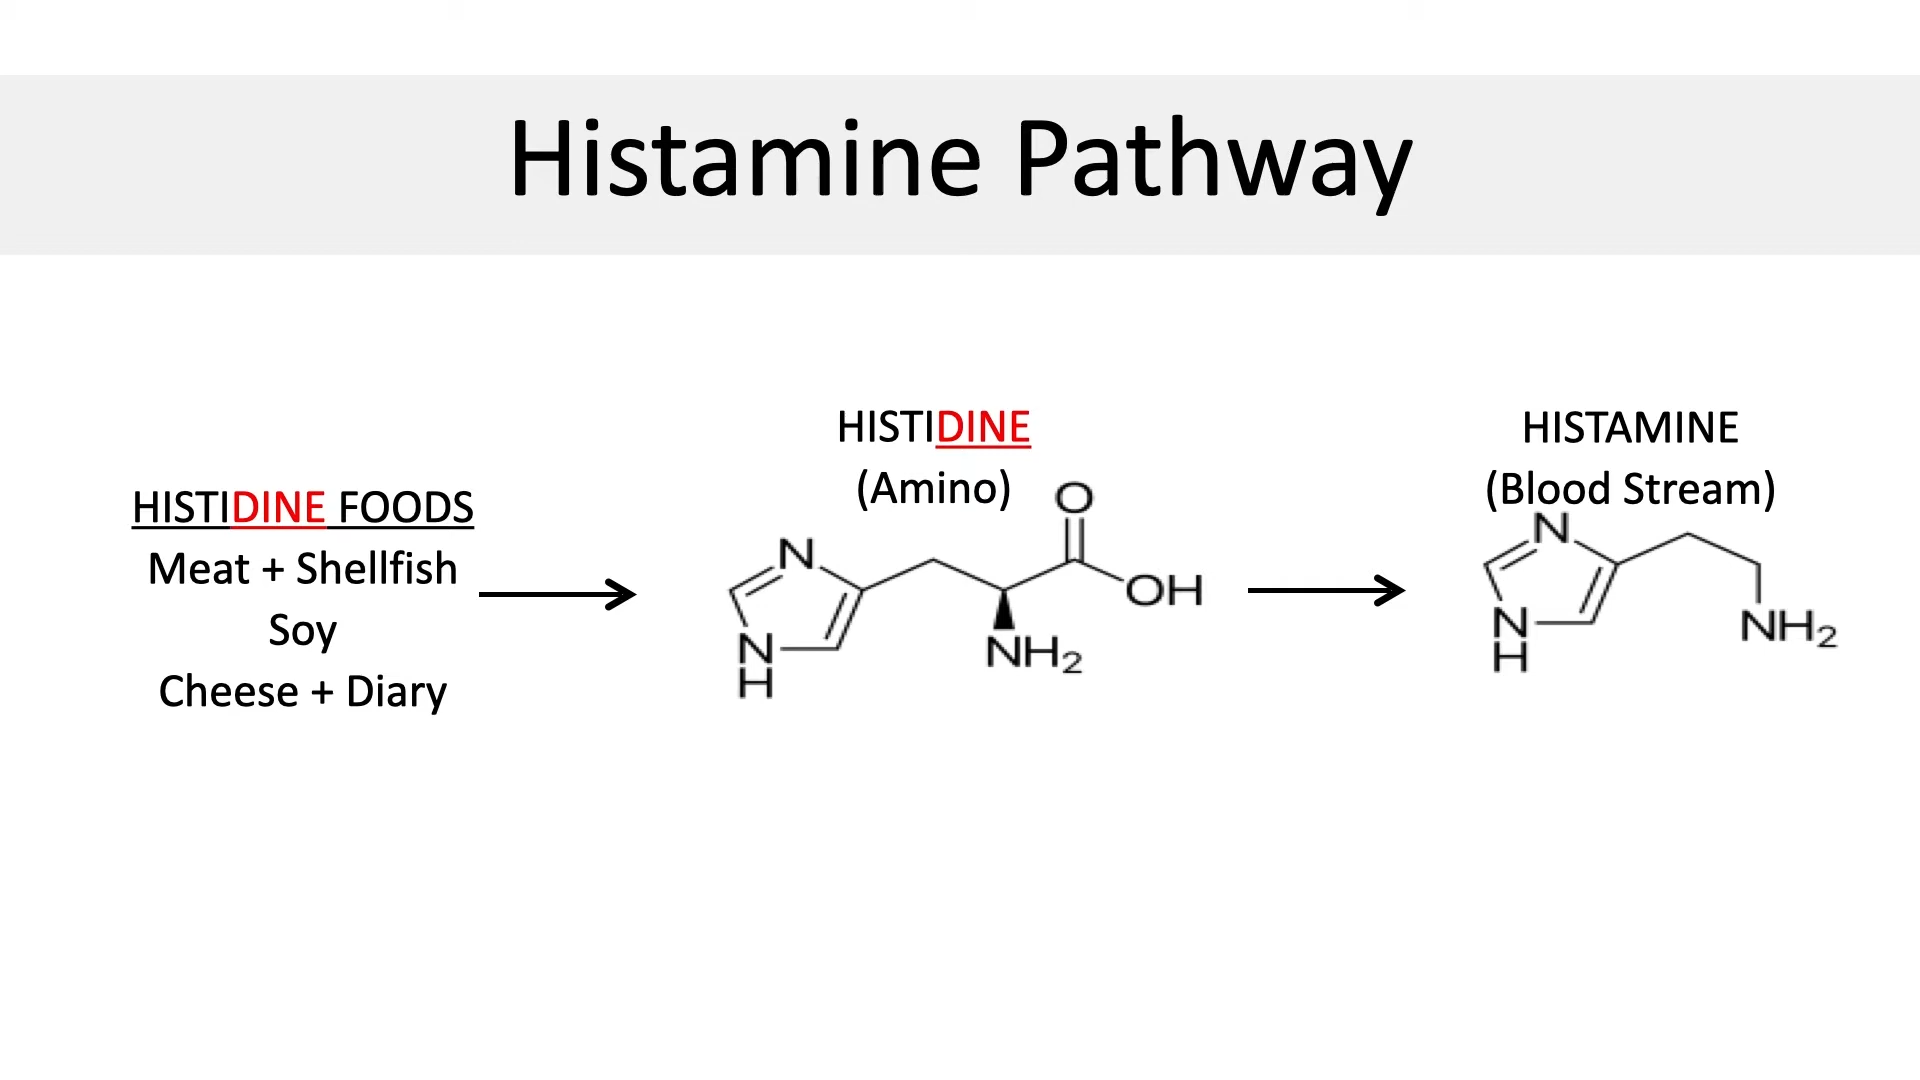 Histamine Pathway
HISTIDINE FOODS
Meat + Shellfish
Soy
Cheese + Diary
HISTIDINE
(Amino)
O
N
OH
N
H
NH2
HISTAMINE
(Blood Stream)
N
N
H
NH2